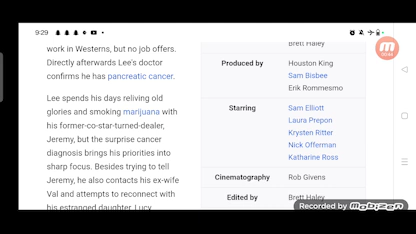 9:29
work in Westerns, but no job offers.
Directly afterwards Lee's doctor
confirms he has pancreatic cancer.
Lee spends his days reliving old
glories and smoking marijuana with
his former-co-star-turned-dealer,
Jeremy, but the surprise cancer
diagnosis brings his priorities into
sharp focus. Besides trying to tell
Jeremy, he also contacts his ex-wife
Val and attempts to reconnect with
his estranged daughter, Lucy.
Brett Haley
Produced by Houston King
Sam Bisbee
Erik Rommesmo
Starring Sam Elliott
Laura Prepon
Krysten Ritter
Nick Offerman
Katharine Ross
Cinematography Rob Givens
Edited by Brett Haley
Recorded by Mobizen